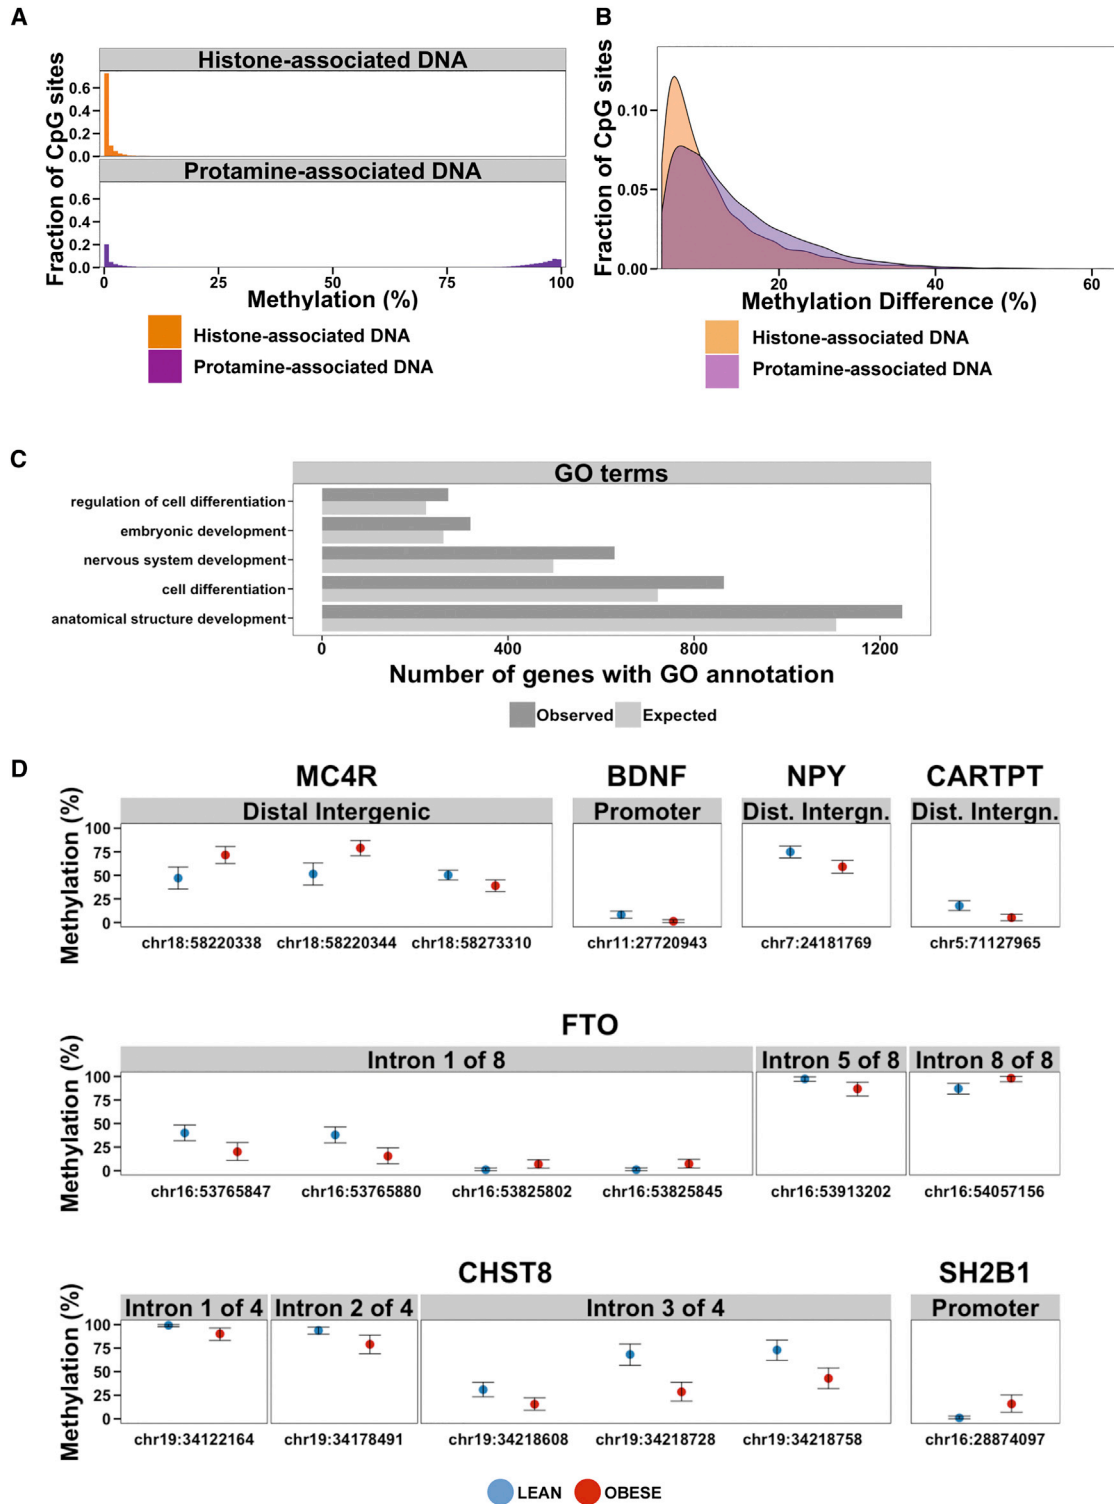 A
Histone-associated DNA
Fraction of CpG sites
0.6
0.4
0.2
0.0
Protamine-associated DNA
0.6
0.4
0.2
0.0
0 25 50 75 100
Methylation (%)
Histone-associated DNA
Protamine-associated DNA
B
Fraction of CpG sites
0.10
0.05
0.00
20 40 60
Methylation Difference (%)
Histone-associated DNA
Protamine-associated DNA
C
GO terms
regulation of cell differentiation
embryonic development
nervous system development
cell differentiation
anatomical structure development
0 400 800 1200
Number of genes with GO annotation
Observed Expected
D
MC4R BDNF NPY CARTPT
Distal Intergenic Promoter Dist. Intergn. Dist. Intergn.
Methylation (%)
100
75
50
25
0
chr18:58220338 chr18:58220344 chr18:58273310 chr11:27720943 chr7:24181769 chr5:71127965
FTO
Intron 1 of 8 Intron 5 of 8 Intron 8 of 8
Methylation (%)
100
75
50
25
0
chr16:53765847 chr16:53765880 chr16:53825802 chr16:53825845 chr16:53913202 chr16:54057156
CHST8 SH2B1
Intron 1 of 4 Intron 2 of 4 Intron 3 of 4 Promoter
Methylation (%)
100
75
50
25
0
chr19:34122164 chr19:34178491 chr19:34218608 chr19:34218728 chr19:34218758 chr16:28874097
LEAN OBESE